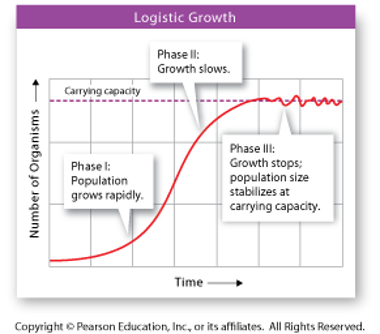 Logistic Growth
Phase II:
Growth slows.
Carrying capacity
Phase I:
Population
grows rapidly.
Phase III:
Growth stops;
population size
stabilizes at
carrying capacity.
Number of Organisms
Time
Copyright © Pearson Education, Inc., or its affiliates. All Rights Reserved.